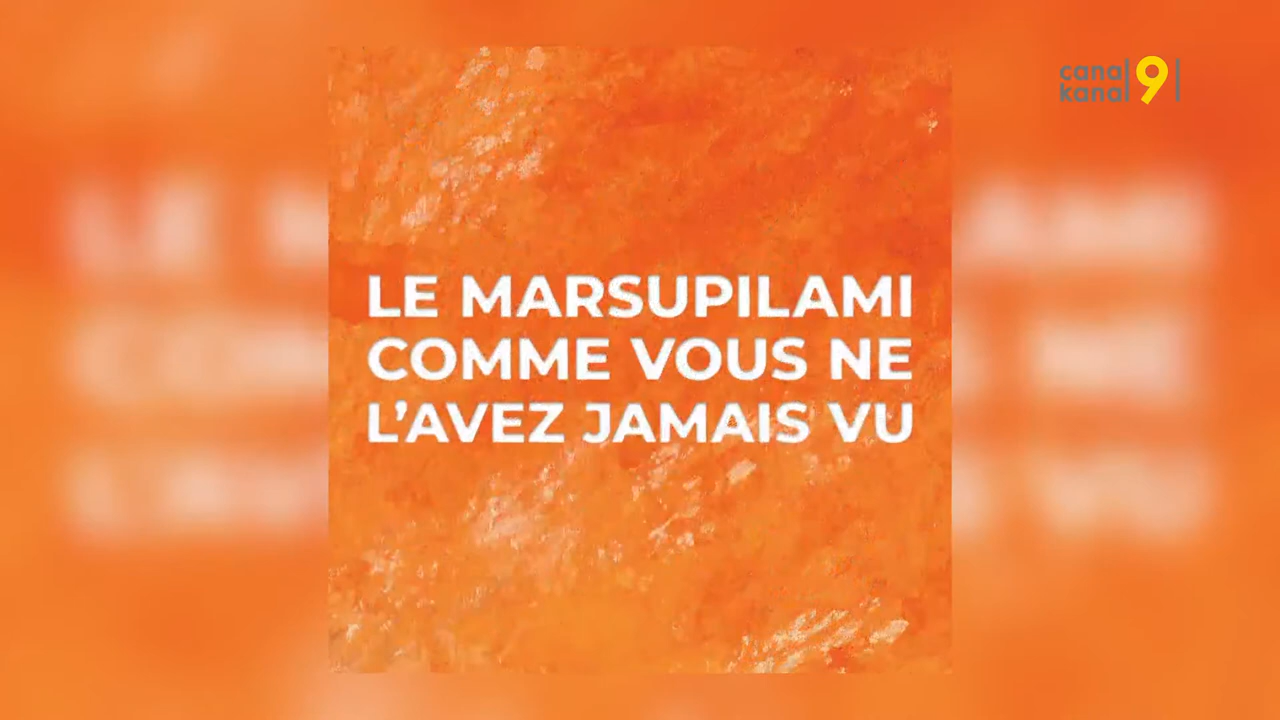 canal 9
kanal
LE MARSUPILAMI
COMME VOUS NE
L'AVEZ JAMAIS VU